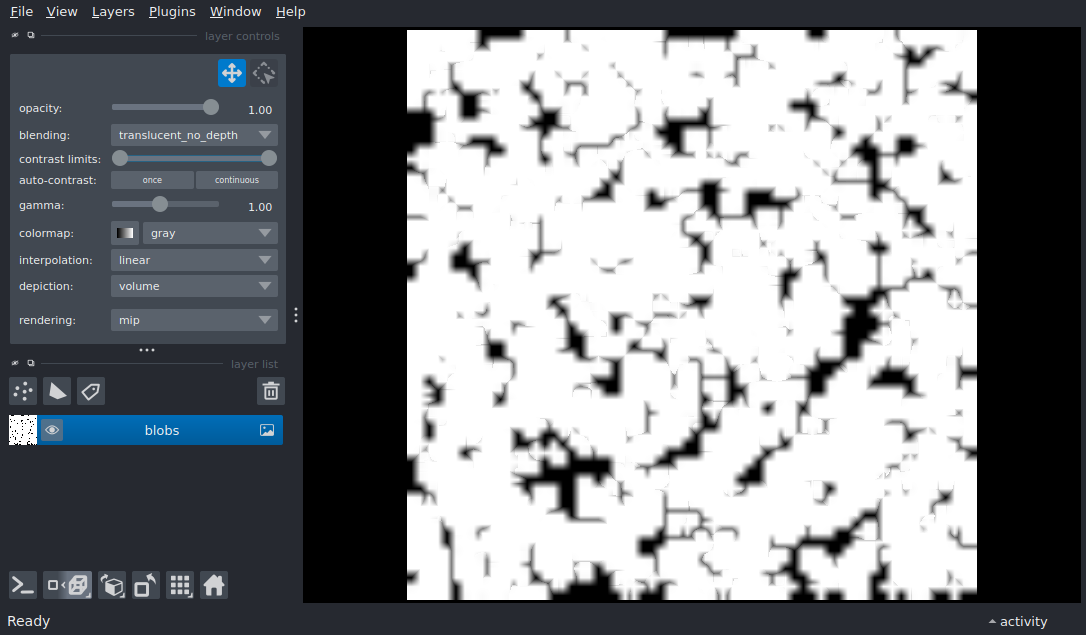 File View Layers Plugins Window Help
layer controls
opacity: 1.00
blending: translucent_no_depth
contrast limits:
auto-contrast: once continuous
gamma: 1.00
colormap: gray
interpolation: linear
depiction: volume
rendering: mip
layer list
blobs
Ready
activity